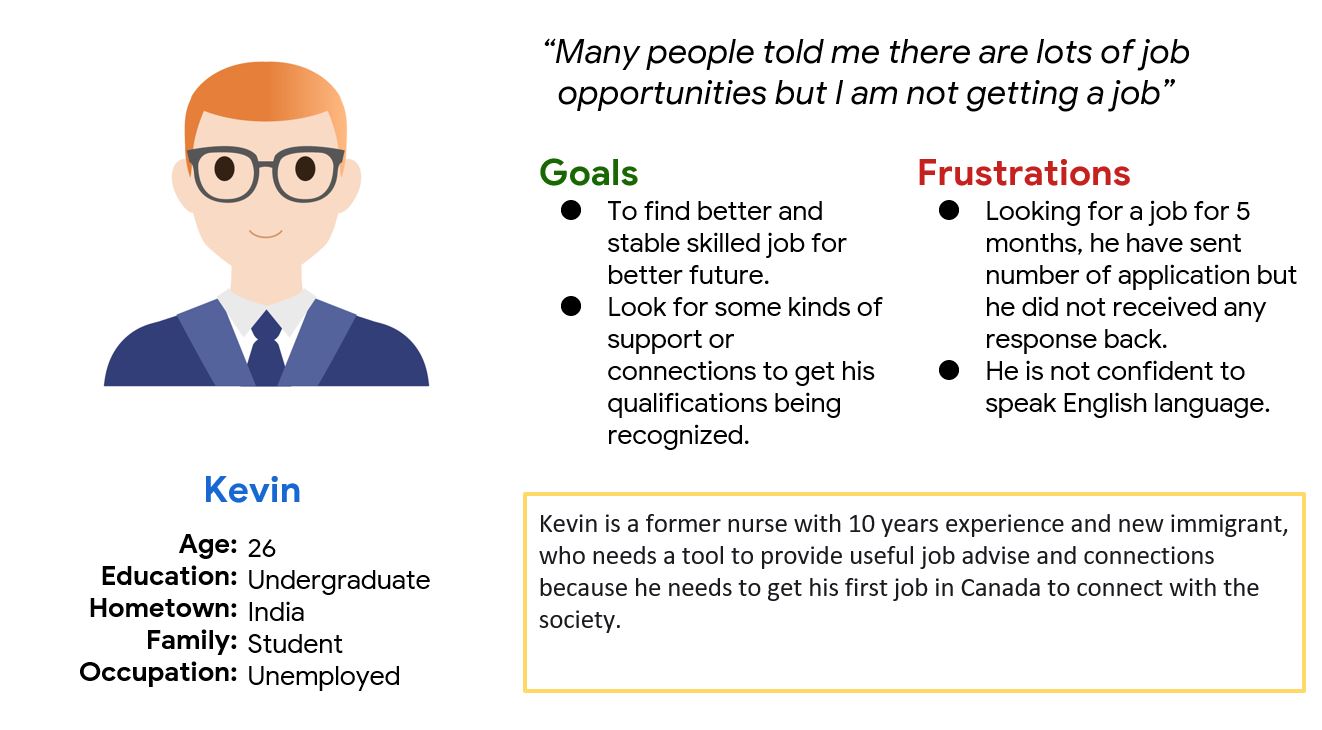 “Many people told me there are lots of job
opportunities but I am not getting a job”
Goals
● To find better and
stable skilled job for
better future.
● Look for some kinds of
support or
connections to get his
qualifications being
recognized.
Frustrations
● Looking for a job for 5
months, he have sent
number of application but
he did not received any
response back.
● He is not confident to
speak English language.
Kevin
Age: 26
Education: Undergraduate
Hometown: India
Family: Student
Occupation: Unemployed
Kevin is a former nurse with 10 years experience and new immigrant,
who needs a tool to provide useful job advise and connections
because he needs to get his first job in Canada to connect with the
society.